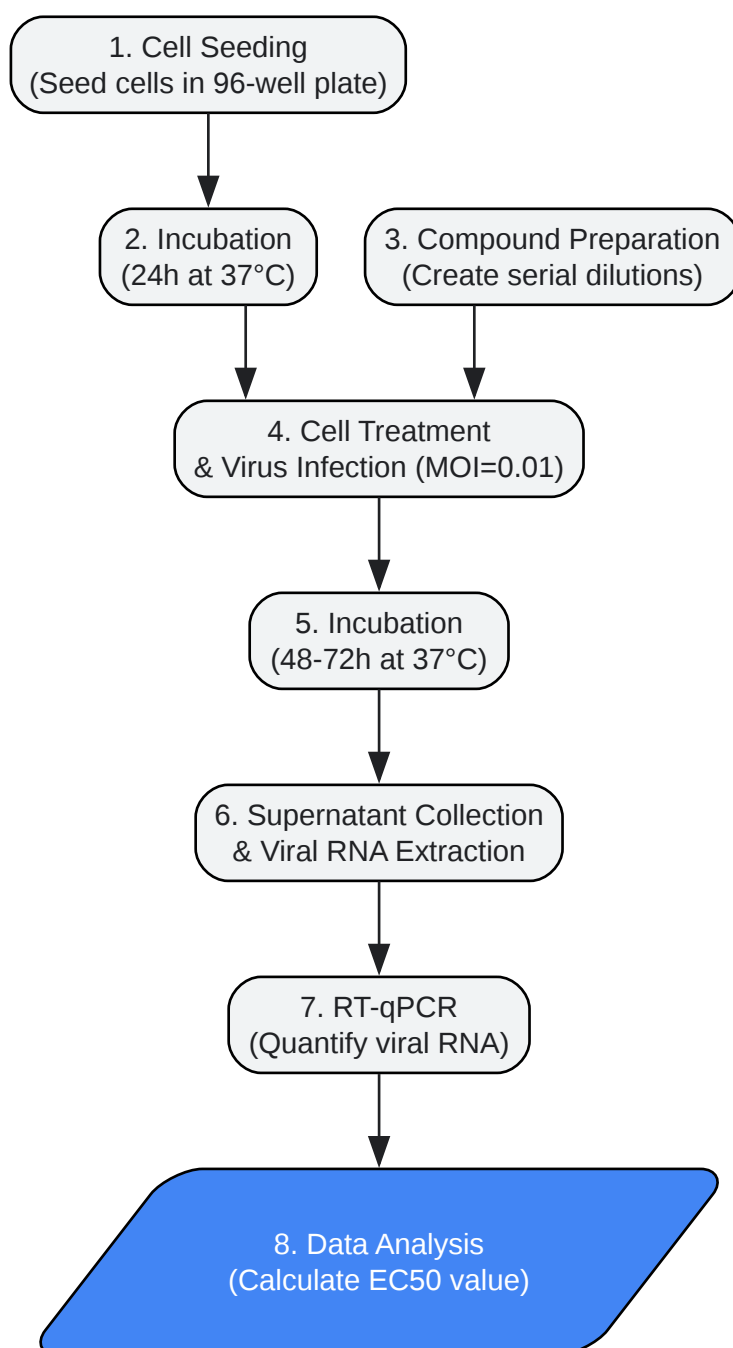 1. Cell Seeding
(Seed cells in 96-well plate)
2. Incubation
(24h at 37°C)
3. Compound Preparation
(Create serial dilutions)
4. Cell Treatment
& Virus Infection (MOI=0.01)
5. Incubation
(48-72h at 37°C)
6. Supernatant Collection
& Viral RNA Extraction
7. RT-qPCR
(Quantify viral RNA)
8. Data Analysis
(Calculate EC50 value)